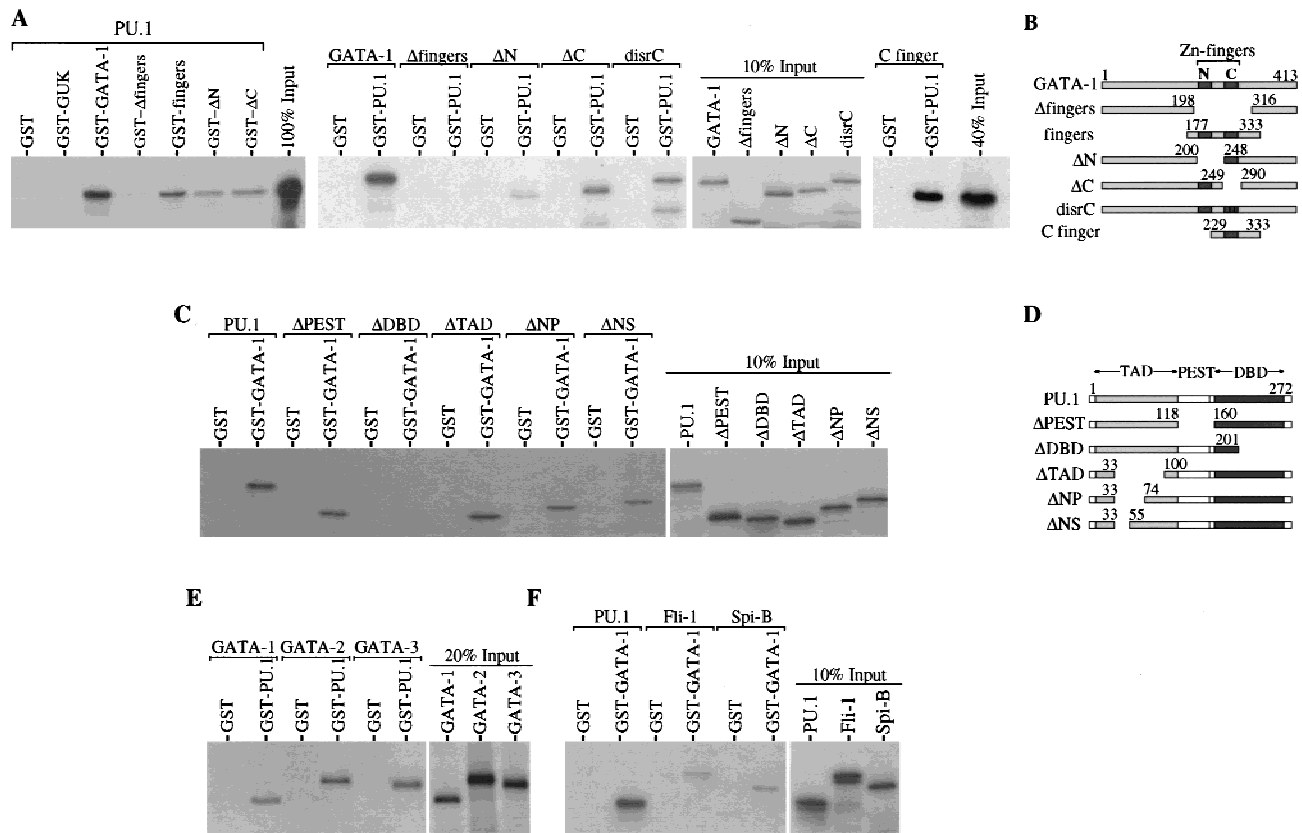 A
PU.1
GST
GST-GUK
GST-GATA-1
GST-Δfingers
GST-fingers
GST-ΔN
GST-ΔC
100% Input
GATA-1
Δfingers
ΔN
ΔC
disrC
GST
GST-PU.1
GST
GST-PU.1
GST
GST-PU.1
GST
GST-PU.1
GST
GST-PU.1
10% Input
GATA-1
Δfingers
ΔN
ΔC
disrC
C finger
GST
GST-PU.1
40% Input
B
Zn-fingers
1 N C 413
GATA-1
198 316
Δfingers
177 333
fingers
200 248
ΔN
249 290
ΔC
disrC
229 333
C finger
C
PU.1
ΔPEST
ΔDBD
ΔTAD
ΔNP
ΔNS
GST
GST-GATA-1
GST
GST-GATA-1
GST
GST-GATA-1
GST
GST-GATA-1
GST
GST-GATA-1
GST
GST-GATA-1
10% Input
PU.1
ΔPEST
ΔDBD
ΔTAD
ΔNP
ΔNS
D
TAD PEST DBD
1 272
PU.1
118 160
ΔPEST
201
ΔDBD
33 100
ΔTAD
33 74
ΔNP
33 55
ΔNS
E
GATA-1
GATA-2
GATA-3
GST
GST-PU.1
GST
GST-PU.1
GST
GST-PU.1
20% Input
GATA-1
GATA-2
GATA-3
F
PU.1
Fli-1
Spi-B
GST
GST-GATA-1
GST
GST-GATA-1
GST
GST-GATA-1
10% Input
PU.1
Fli-1
Spi-B